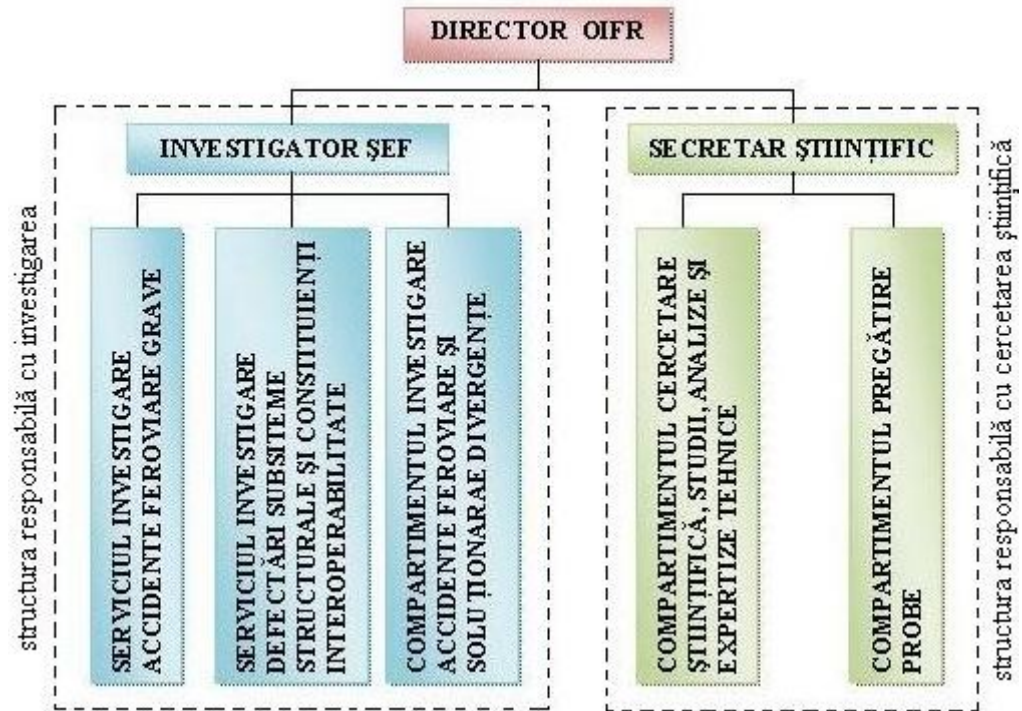 DIRECTOR OIFR
INVESTIGATOR ŞEF
SECRETAR ŞTIINŢIFIC
structura responsabilă cu investigarea
SERVICIUL INVESTIGARE
ACCIDENTE FEROVIARE GRAVE
SERVICIUL INVESTIGARE
DEFECTĂRI SUBSISTEME
STRUCTURALE ŞI CONSTITUIENŢI
INTEROPERABILITATE
COMPARTIMENTUL INVESTIGARE
ACCIDENTE FEROVIARE ŞI
SOLUŢIONARAE DIVERGENŢE
COMPARTIMENTUL CERCETARE
ŞTIINŢIFICĂ, STUDII, ANALIZE ŞI
EXPERTIZE TEHNICE
COMPARTIMENTUL PREGĂTIRE
PROBE
structura responsabilă cu cercetarea ştiinţifică